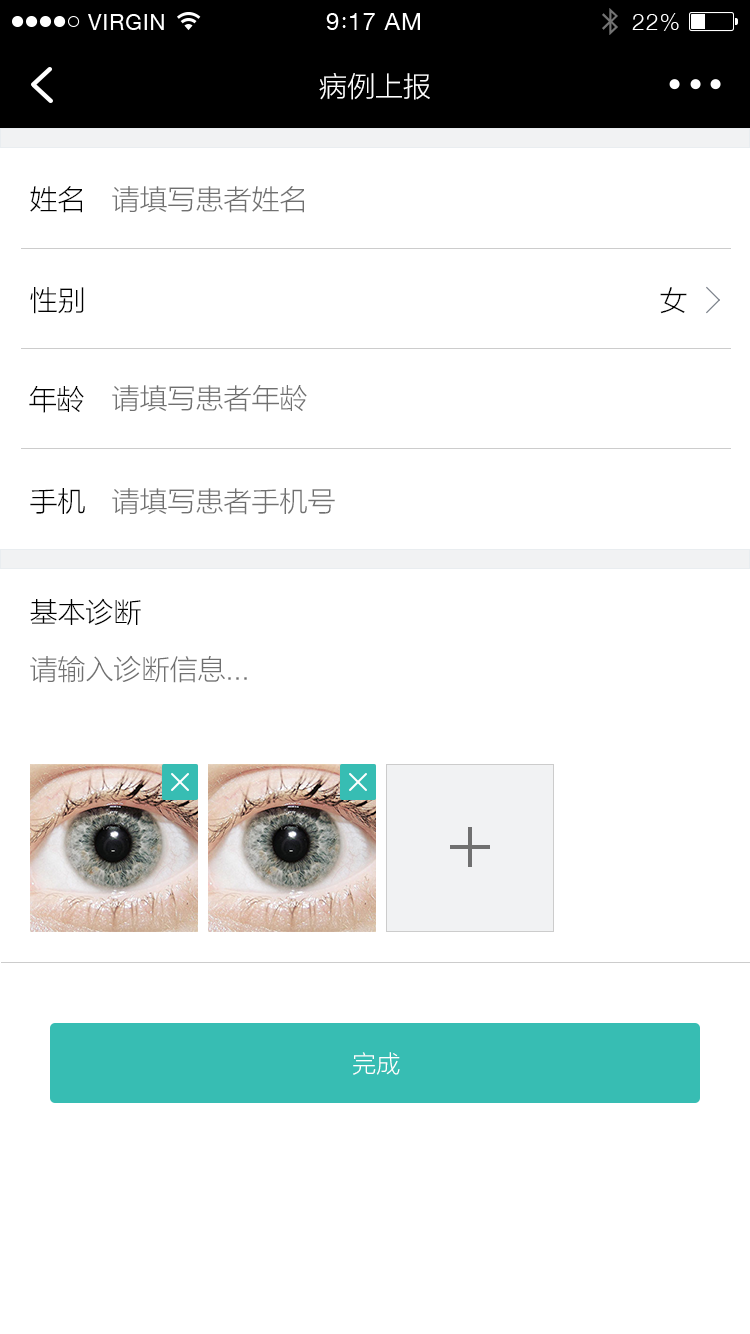 VIRGIN 9:17 AM 22%
病例上报
姓名 请填写患者姓名
性别 女
年龄 请填写患者年龄
手机 请填写患者手机号
基本诊断
请输入诊断信息...
完成